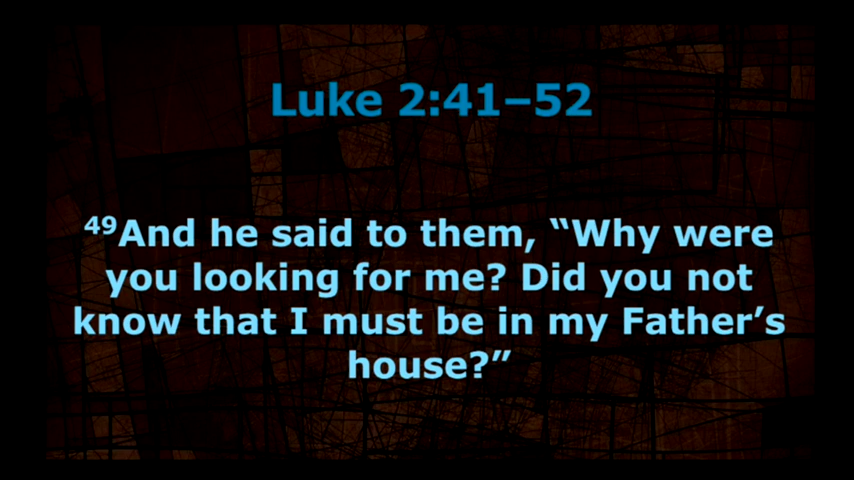 Luke 2:41–52
⁴⁹And he said to them, “Why were
you looking for me? Did you not
know that I must be in my Father’s
house?”